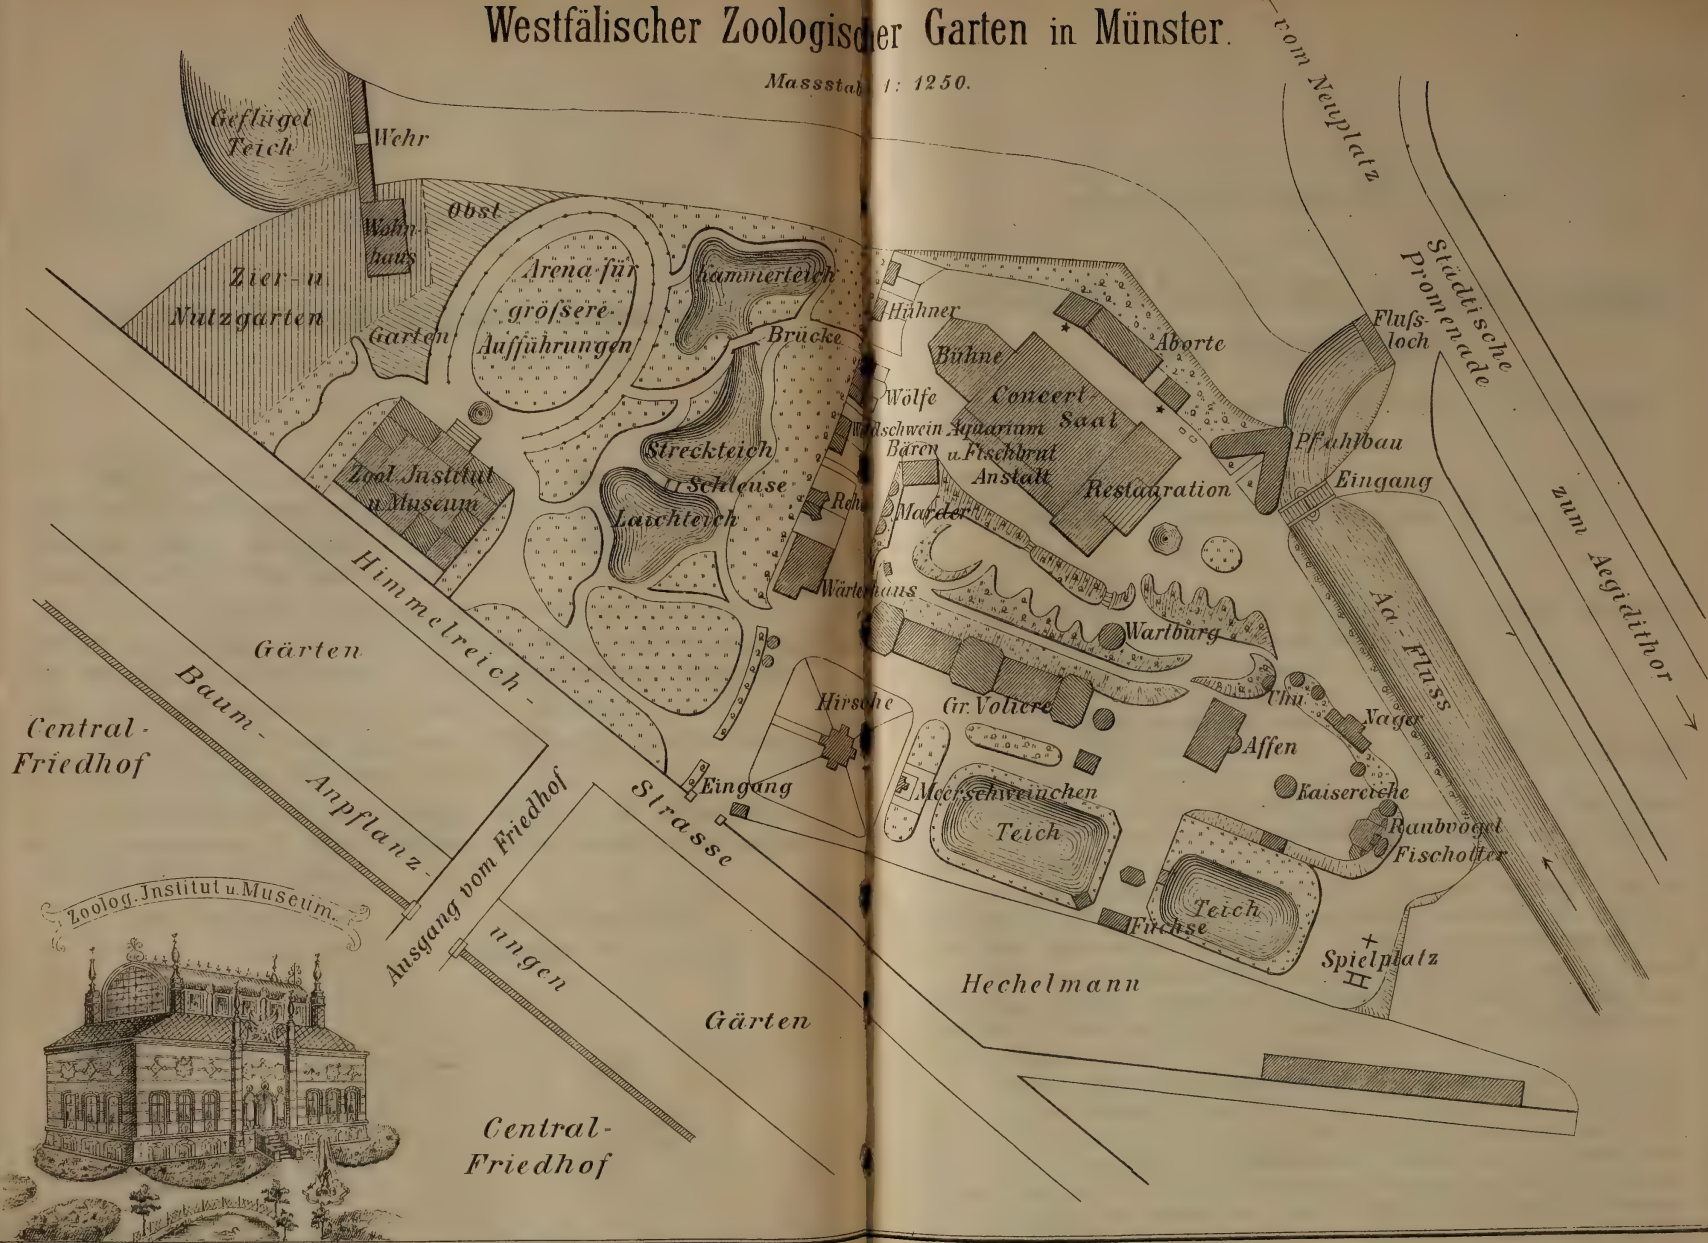 Westfälischer Zoologischer Garten in Münster.
Massstab 1:1250.
vom Neuplatz
Städtische
Promenade
zum Aegidithor
Geflügel
Teich
Wehr
Wohn-
haus
Obst-
Garten
Zier- u.
Nutzgarten
Arena für
größere
Aufführungen
Kammerteich
Brücke
Streckteich
Schleuse
Laichteich
Zool. Institut
u. Museum
Hühner
Wölfe
Wildschwein
Bären
Rehe
Marder
Wärterhaus
Bühne
Concert-
Saal
Aquarium
u. Fischbrut
Anstalt
Restauration
Aborte
Flufs-
loch
Pfahlbau
Eingang
Aa-Fluss
Wartburg
Gr. Voliere
Hirsche
Uhu
Nager
Affen
Kaisereiche
Raubvögel
Fischotter
Meerschweinchen
Teich
Teich
Füchse
Spielplatz
Eingang
Himmelreich-
Strasse
Gärten
Baum-
Anpflanz-
ungen
Central-
Friedhof
Ausgang vom Friedhof
Gärten
Hechelmann
Central-
Friedhof
Zoolog. Institut u. Museum.